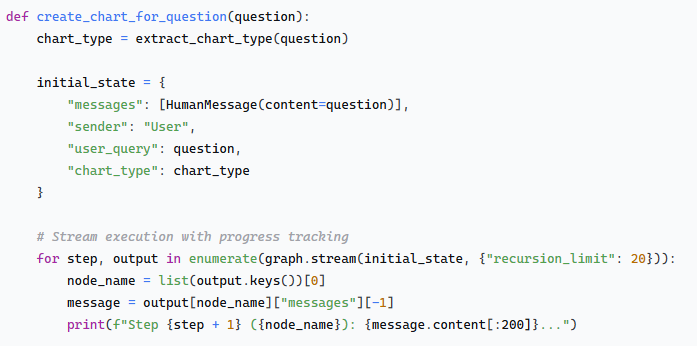 def create_chart_for_question(question):
    chart_type = extract_chart_type(question)

    initial_state = {
        "messages": [HumanMessage(content=question)],
        "sender": "User",
        "user_query": question,
        "chart_type": chart_type
    }

    # Stream execution with progress tracking
    for step, output in enumerate(graph.stream(initial_state, {"recursion_limit": 20})):
        node_name = list(output.keys())[0]
        message = output[node_name]["messages"][-1]
        print(f"Step {step + 1} ({node_name}): {message.content[:200]}...")